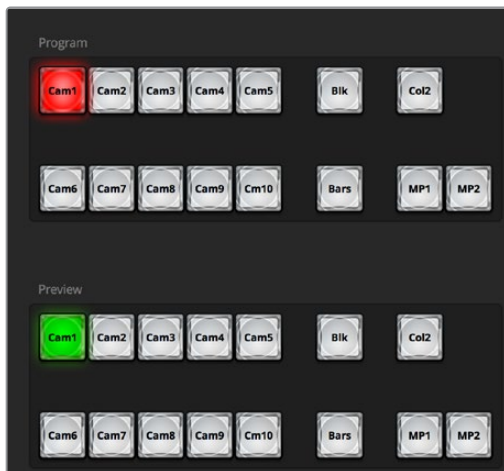 Program
Cam1 Cam2 Cam3 Cam4 Cam5 Blk Col2
Cam6 Cam7 Cam8 Cam9 Cm10 Bars MP1 MP2
Preview
Cam1 Cam2 Cam3 Cam4 Cam5 Blk Col2
Cam6 Cam7 Cam8 Cam9 Cm10 Bars MP1 MP2